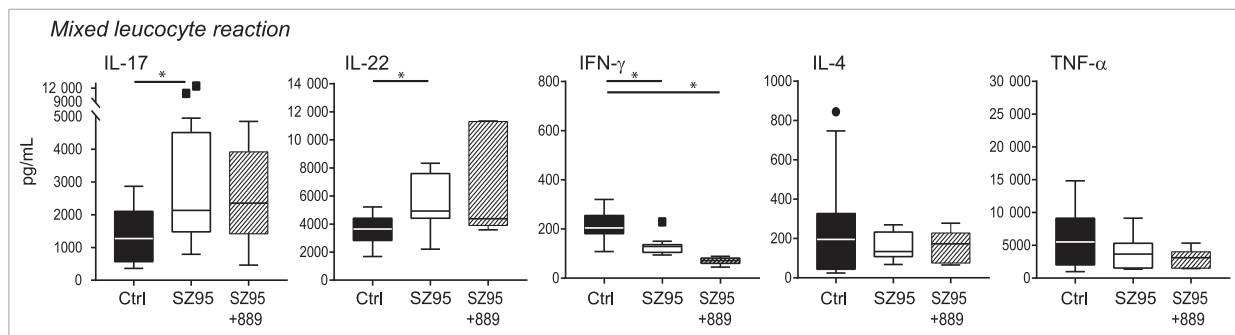 Mixed leucocyte reaction
IL-17
pg/mL
12 000
9000
5000
4000
3000
2000
1000
0
*
Ctrl
SZ95
SZ95
+889
IL-22
14 000
12 000
10 000
8000
6000
4000
2000
0
*
Ctrl
SZ95
SZ95
+889
IFN-γ
800
600
400
200
0
*
*
Ctrl
SZ95
SZ95
+889
IL-4
1000
800
600
400
200
0
Ctrl
SZ95
SZ95
+889
TNF-α
30 000
25 000
20 000
15 000
10 000
5000
0
Ctrl
SZ95
SZ95
+889